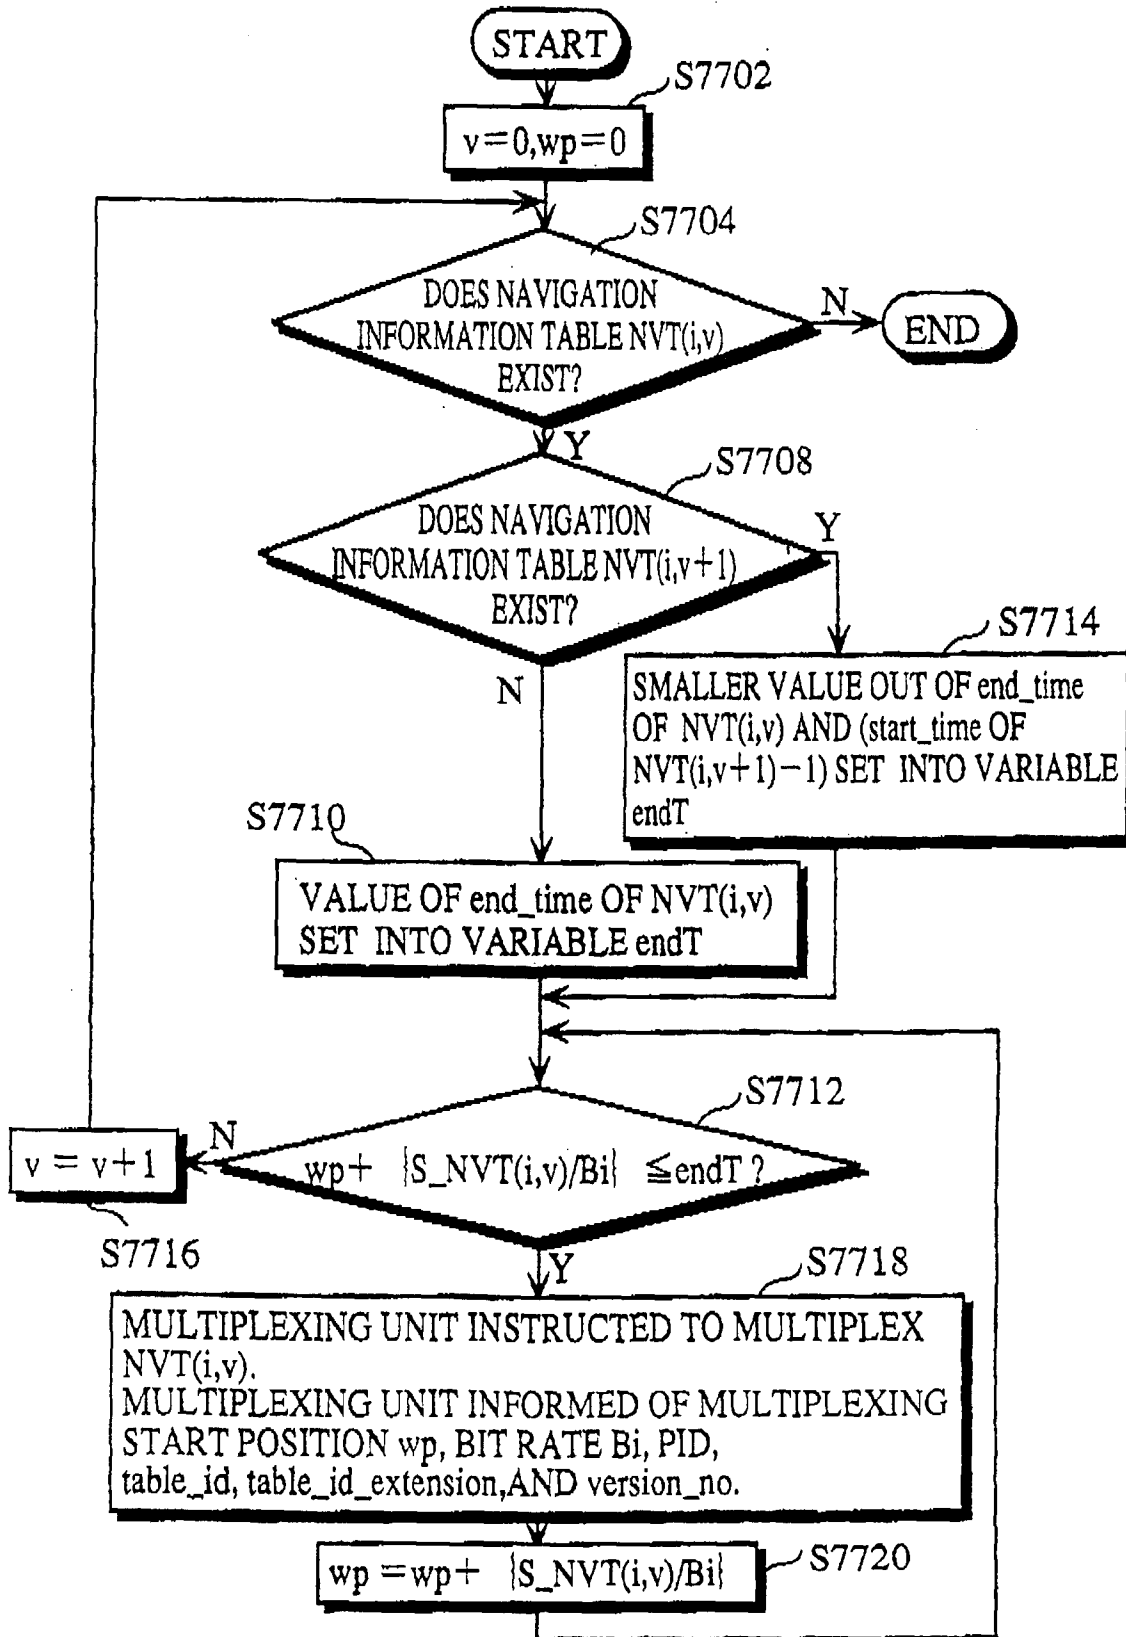 START
S7702
v=0,wp=0
S7704
DOES NAVIGATION
INFORMATION TABLE NVT(i,v)
EXIST?
N
END
Y
S7708
DOES NAVIGATION
INFORMATION TABLE NVT(i,v+1)
EXIST?
Y
N
S7714
SMALLER VALUE OUT OF end_time
OF NVT(i,v) AND (start_time OF
NVT(i,v+1)-1) SET INTO VARIABLE
endT
S7710
VALUE OF end_time OF NVT(i,v)
SET INTO VARIABLE endT
S7712
wp+ {S_NVT(i,v)/Bi} ≦endT ?
N
v = v+1
S7716
Y
S7718
MULTIPLEXING UNIT INSTRUCTED TO MULTIPLEX
NVT(i,v).
MULTIPLEXING UNIT INFORMED OF MULTIPLEXING
START POSITION wp, BIT RATE Bi, PID,
table_id, table_id_extension,AND version_no.
S7720
wp =wp+ {S_NVT(i,v)/Bi}